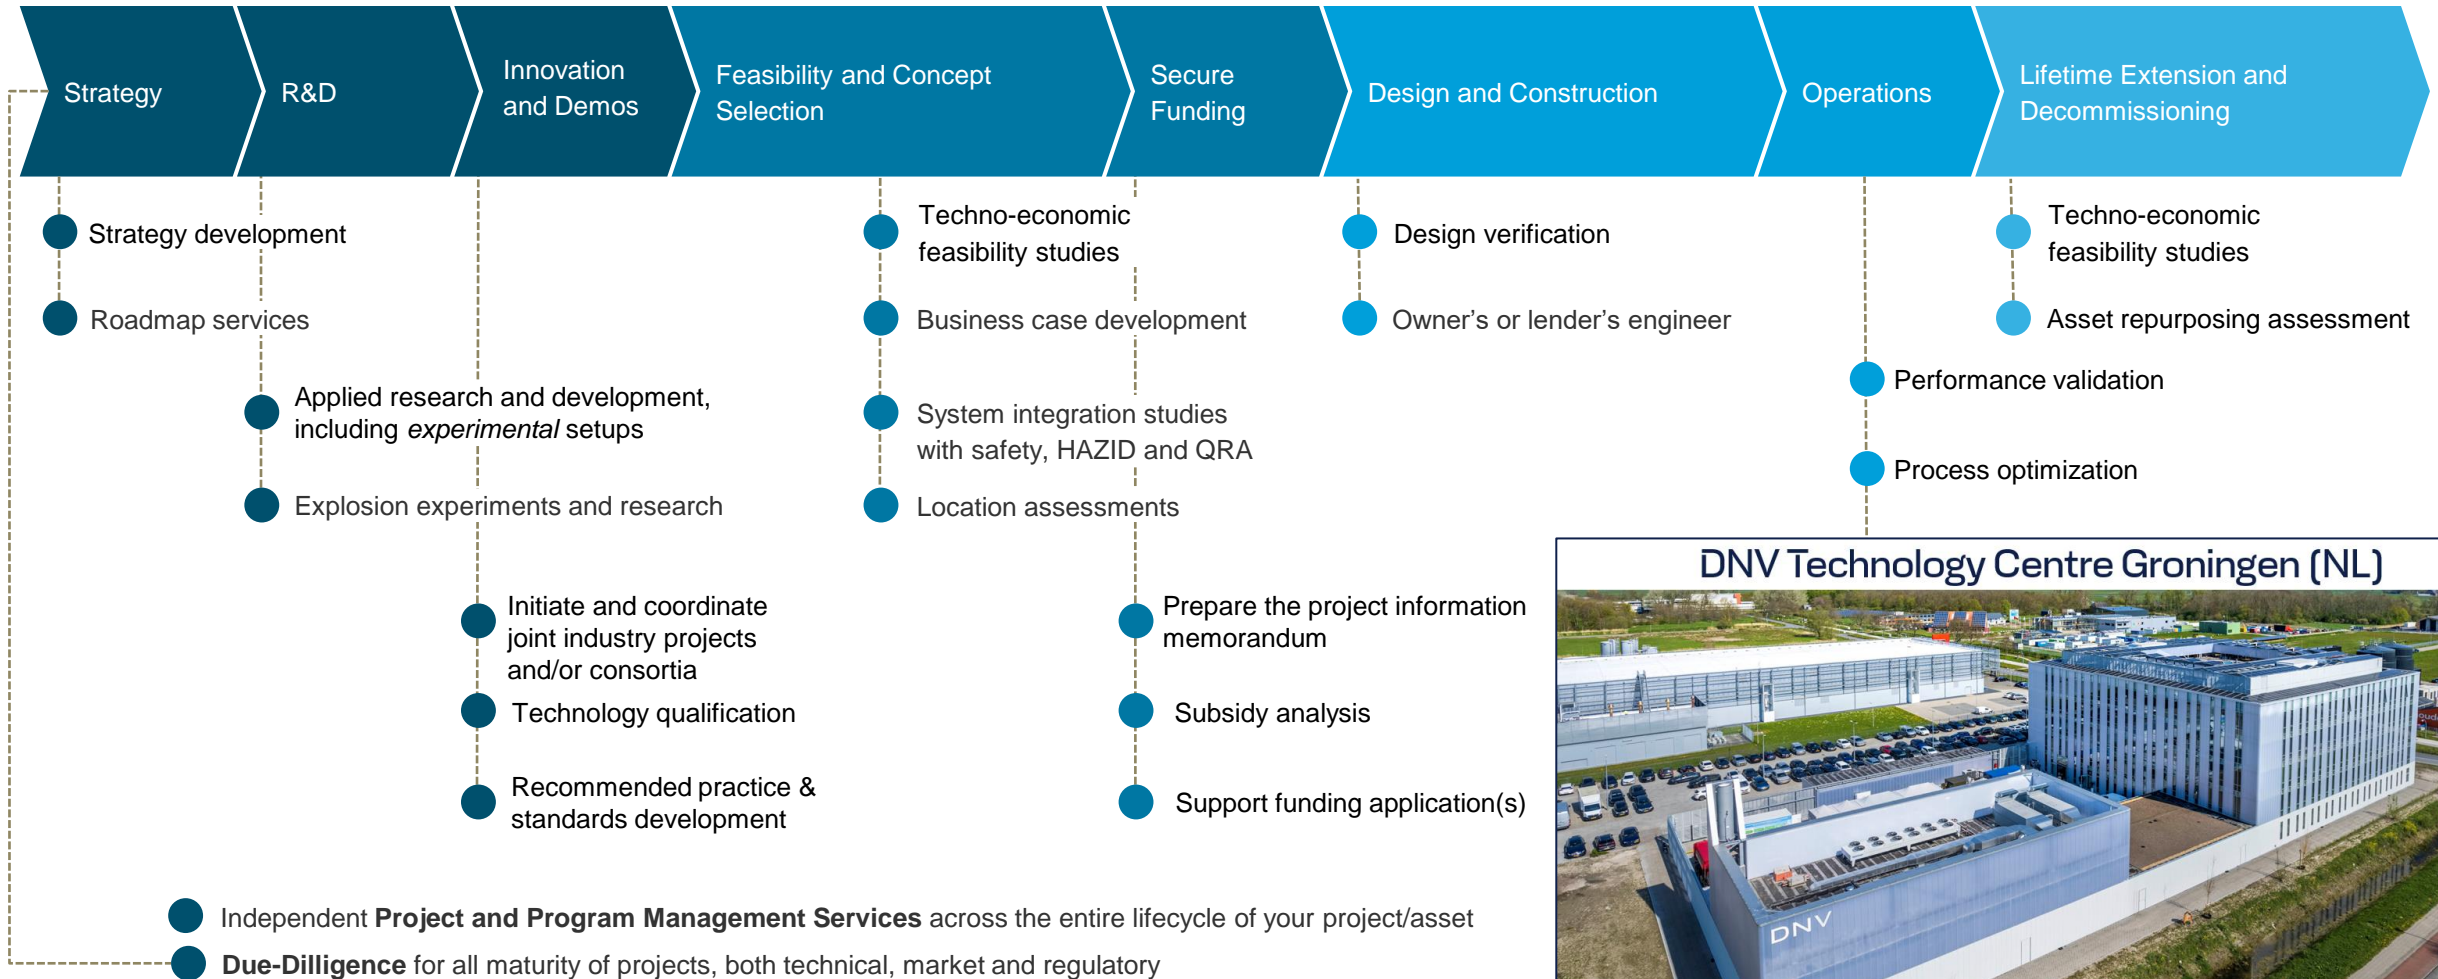 Strategy
R&D
Innovation
and Demos
Feasibility and Concept
Selection
Secure
Funding
Design and Construction
Operations
Lifetime Extension and
Decommissioning
Strategy development
Roadmap services
Applied research and development,
including experimental setups
Explosion experiments and research
Initiate and coordinate
joint industry projects
and/or consortia
Technology qualification
Recommended practice &
standards development
Techno-economic
feasibility studies
Business case development
System integration studies
with safety, HAZID and QRA
Location assessments
Prepare the project information
memorandum
Subsidy analysis
Support funding application(s)
Design verification
Owner’s or lender’s engineer
Performance validation
Process optimization
Techno-economic
feasibility studies
Asset repurposing assessment
DNV Technology Centre Groningen (NL)
DNV
Independent Project and Program Management Services across the entire lifecycle of your project/asset
Due-Dilligence for all maturity of projects, both technical, market and regulatory